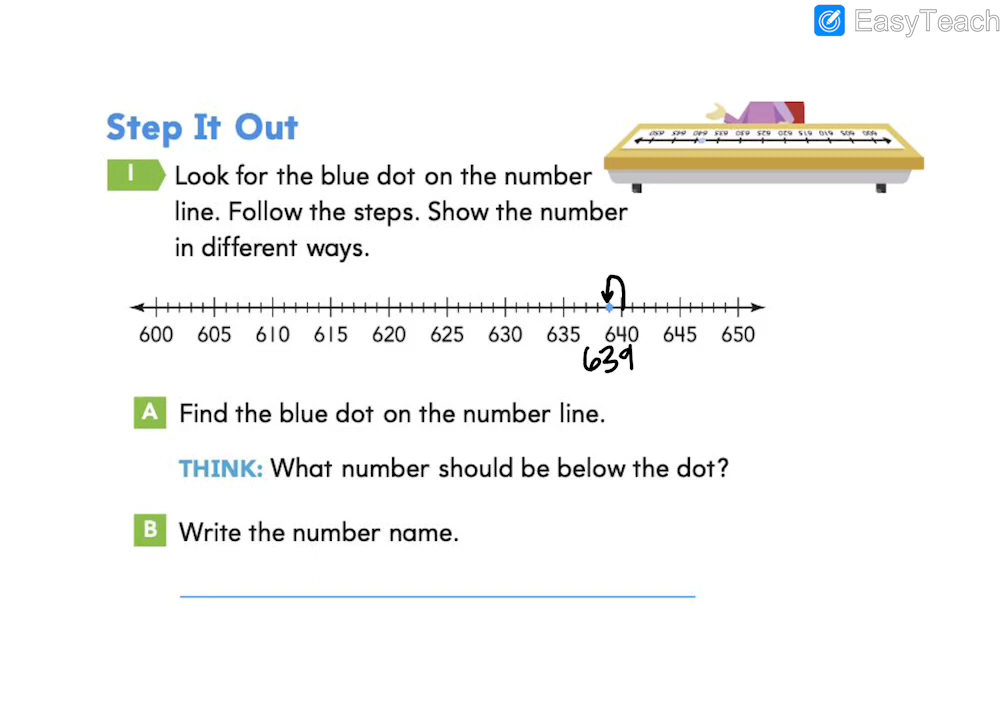 EasyTeach
Step It Out
1 Look for the blue dot on the number
line. Follow the steps. Show the number
in different ways.
600 605 610 615 620 625 630 635 640 645 650
639
A Find the blue dot on the number line.
THINK: What number should be below the dot?
B Write the number name.